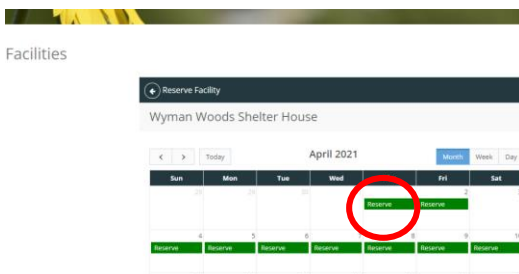 Facilities
Reserve Facility
Wyman Woods Shelter House
Today April 2021 Month Week Day
Sun Mon Tue Wed Fri Sat
28 29 30 2
Reserve Reserve
4 5 6 7 8 9 10
Reserve Reserve Reserve Reserve Reserve Reserve Reserve